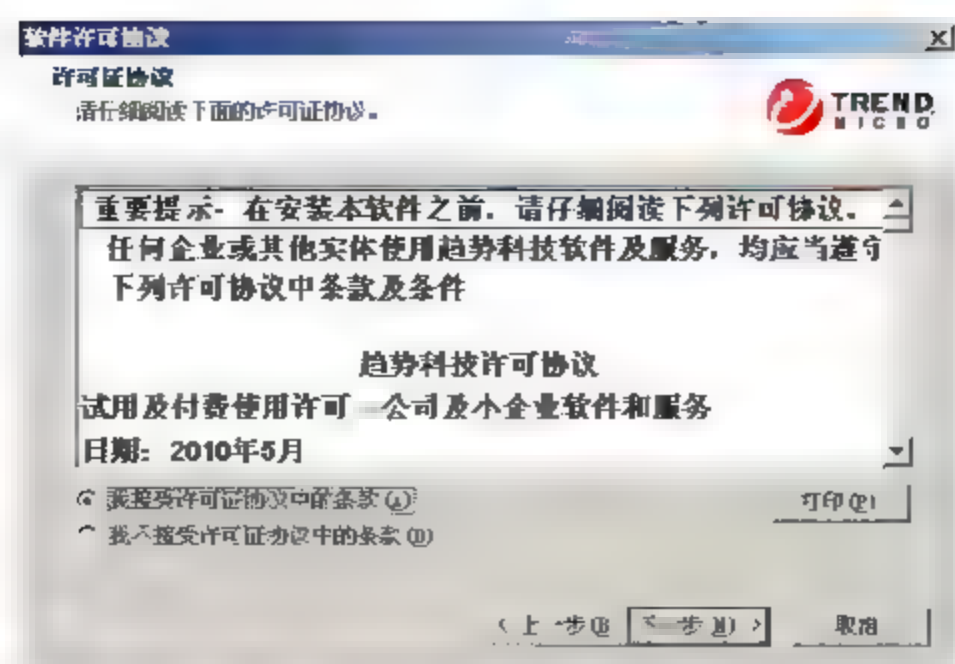 软件许可协议
许可证协议
请仔细阅读下面的许可证协议。
TREND
MICRO
重要提示- 在安装本软件之前. 请仔细阅读下列许可协议.
任何企业或其他实体使用趋势科技软件及服务, 均应当遵守
下列许可协议中条款及条件
趋势科技许可协议
试用及付费使用许可—公司及小企业软件和服务
日期: 2010年5月
我接受许可证协议中的条款(A)
我不接受许可证协议中的条款(D)
打印(P)
< 上一步(B)
下一步(N) >
取消